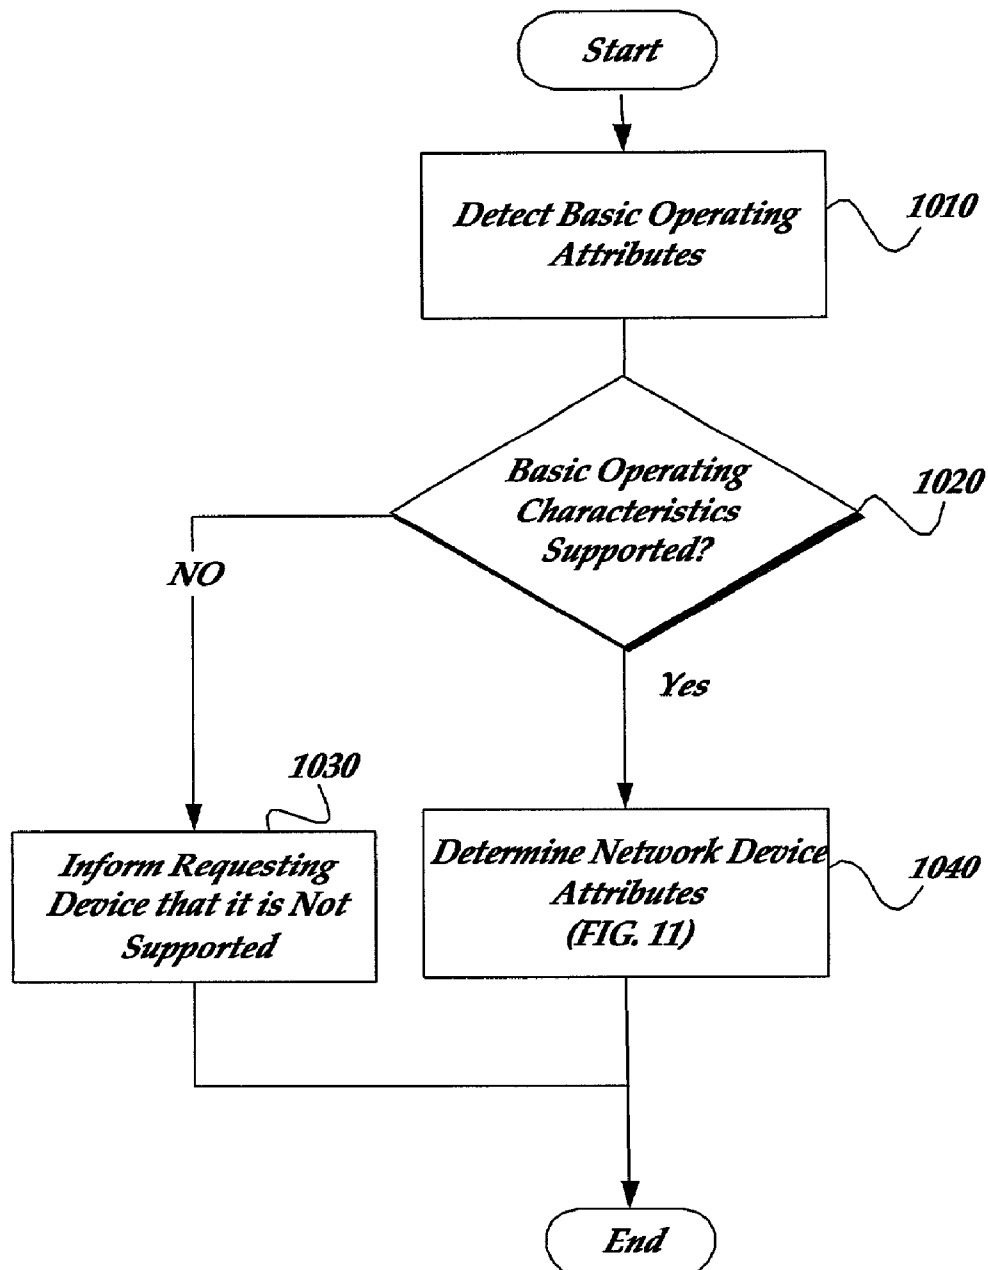 Start
Detect Basic Operating
Attributes
1010
Basic Operating
Characteristics
Supported?
1020
NO
Yes
1030
Inform Requesting
Device that it is Not
Supported
Determine Network Device
Attributes
(FIG. 11)
1040
End